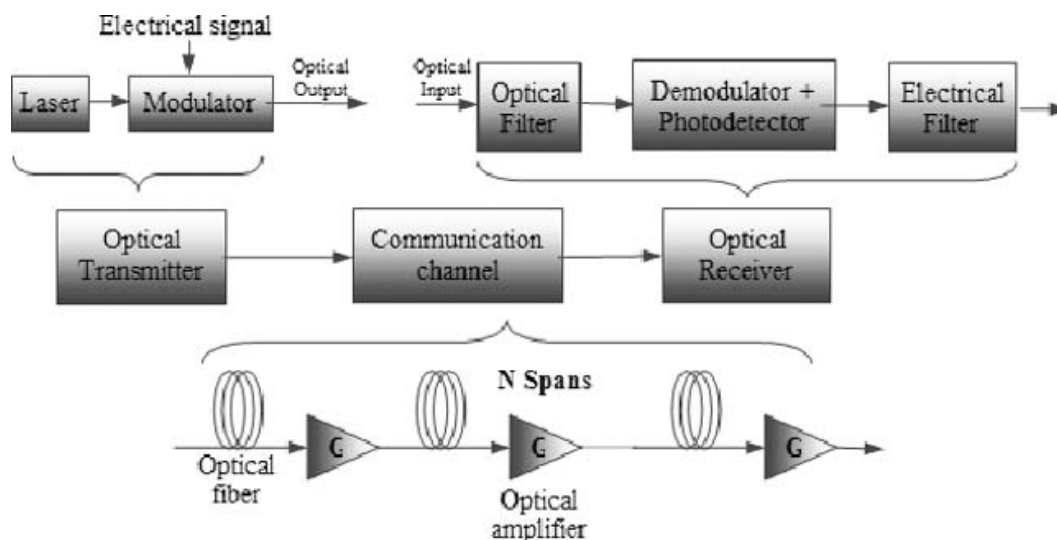 Electrical signal
Laser
Modulator
Optical
Output
Optical
Input
Optical
Filter
Demodulator +
Photodetector
Electrical
Filter
Optical
Transmitter
Communication
channel
Optical
Receiver
N Spans
G
G
G
Optical
fiber
Optical
amplifier